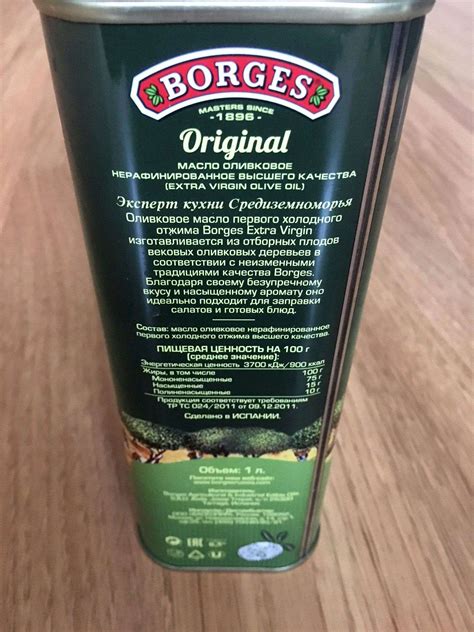 BORGES
MASTERS SINCE
-1896-
Original
МАСЛО ОЛИВКОВОЕ
НЕРАФИНИРОВАННОЕ ВЫСШЕГО КАЧЕСТВА
(EXTRA VIRGIN OLIVE OIL)
Эксперт кухни Средиземноморья
Оливковое масло первого холодного
отжима Borges Extra Virgin
изготавливается из отборных плодов
вековых оливковых деревьев в
соответствии с неизменными
традициями качества Borges.
Благодаря своему безупречному
вкусу и насыщенному аромату оно
идеально подходит для заправки
салатов и готовых блюд.
Состав: масло оливковое нерафинированное
первого холодного отжима высшего качества.
ПИЩЕВАЯ ЦЕННОСТЬ НА 100 г
(среднее значение):
Энергетическая ценность 3700 кДж/900 ккал
Жиры, в том числе 100 г
Мононенасыщенные 75 г
Насыщенные 15 г
Полиненасыщенные 10 г
Продукция соответствует требованиям
ТР ТС 024/2011 от 09.12.2011.
Сделано в ИСПАНИИ.
Объем: 1 л.